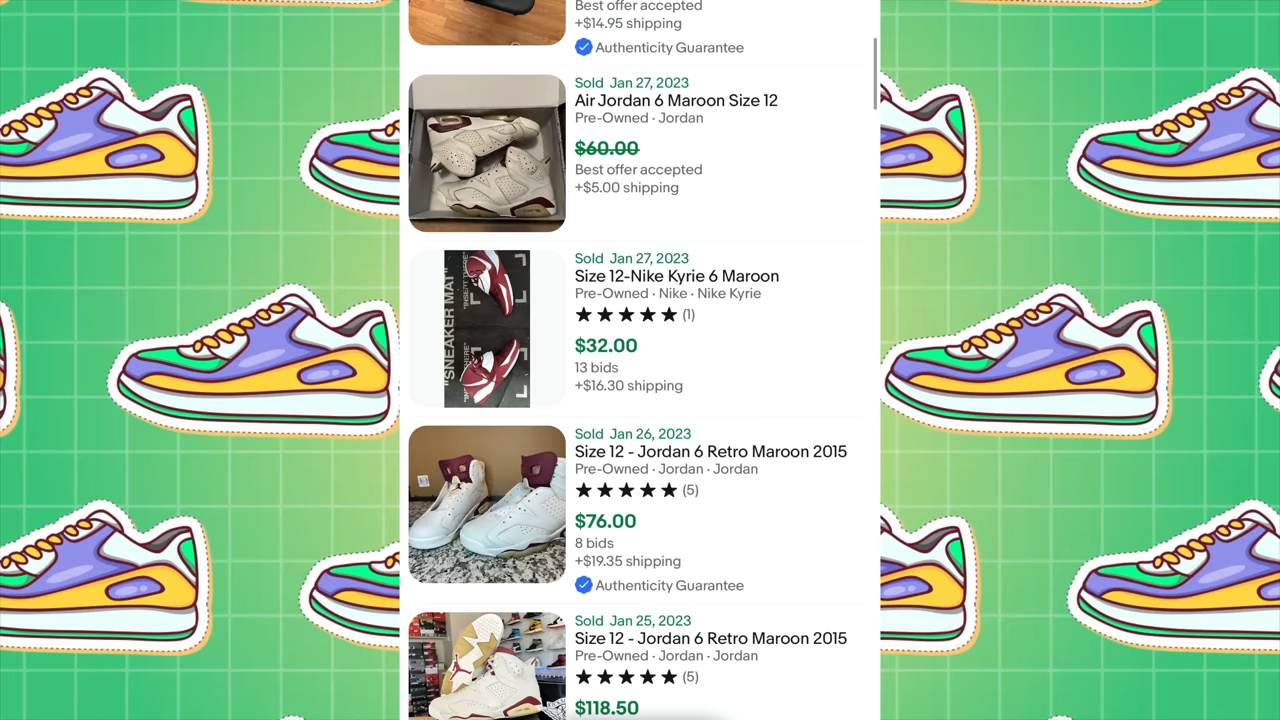 Best offer accepted
+$14.95 shipping
Authenticity Guarantee
Sold Jan 27, 2023
Air Jordan 6 Maroon Size 12
Pre-Owned · Jordan
$60.00
Best offer accepted
+$5.00 shipping
"SNEAKER MAT"
Sold Jan 27, 2023
Size 12-Nike Kyrie 6 Maroon
Pre-Owned · Nike · Nike Kyrie
(1)
$32.00
13 bids
+$16.30 shipping
Sold Jan 26, 2023
Size 12 - Jordan 6 Retro Maroon 2015
Pre-Owned · Jordan · Jordan
(5)
$76.00
8 bids
+$19.35 shipping
Authenticity Guarantee
Sold Jan 25, 2023
Size 12 - Jordan 6 Retro Maroon 2015
Pre-Owned · Jordan · Jordan
(5)
$118.50